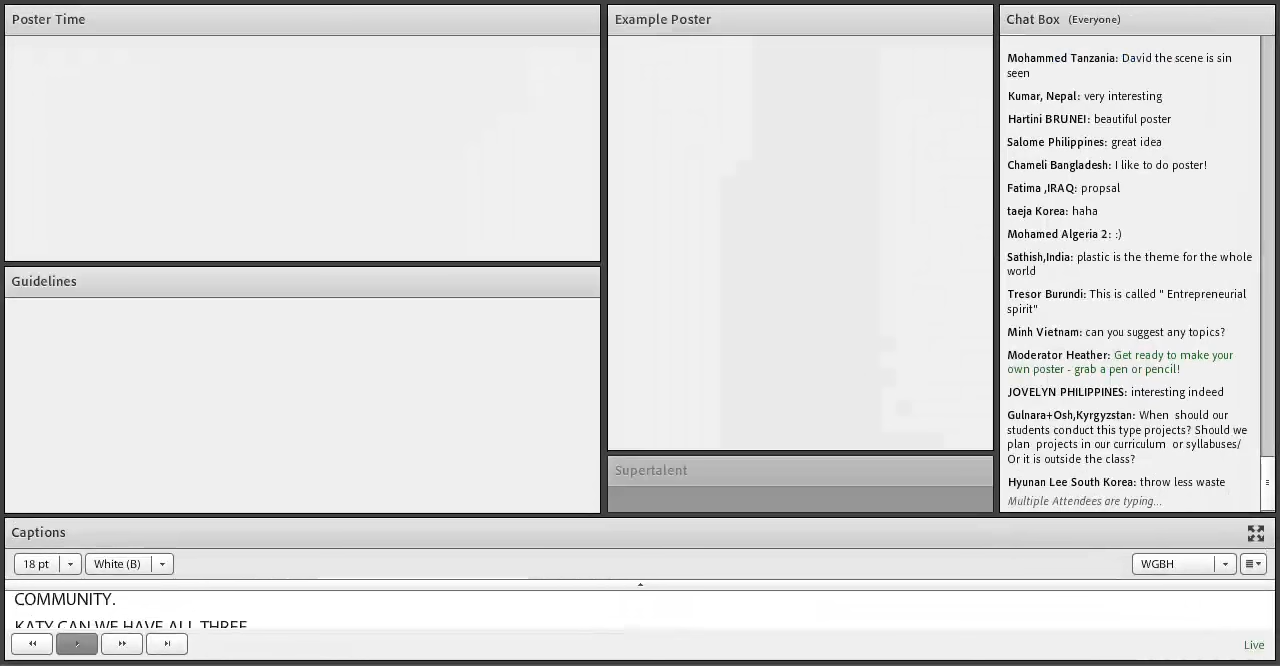 Poster Time
Example Poster
Chat Box (Everyone)
Mohammed Tanzania: David the scene is sin
seen
Kumar, Nepal: very interesting
Hartini BRUNEI: beautiful poster
Salome Philippines: great idea
Chameli Bangladesh: I like to do poster!
Fatima ,IRAQ: propsal
taeja Korea: haha
Mohamed Algeria 2: :)
Sathish,India: plastic is the theme for the whole
world
Tresor Burundi: This is called " Entrepreneurial
spirit"
Minh Vietnam: can you suggest any topics?
Moderator Heather: Get ready to make your
own poster - grab a pen or pencil!
JOVELYN PHILIPPINES: interesting indeed
Gulnara+Osh,Kyrgyzstan: When  should our
students conduct this type projects? Should we
plan  projects in our curriculum  or syllabuses/
Or it is outside the class?
Hyunan Lee South Korea: throw less waste
Multiple Attendees are typing...
Guidelines
Supertalent
Captions
18 pt
White (B)
WGBH
COMMUNITY.
KATY CAN WE HAVE ALL THREE
Live